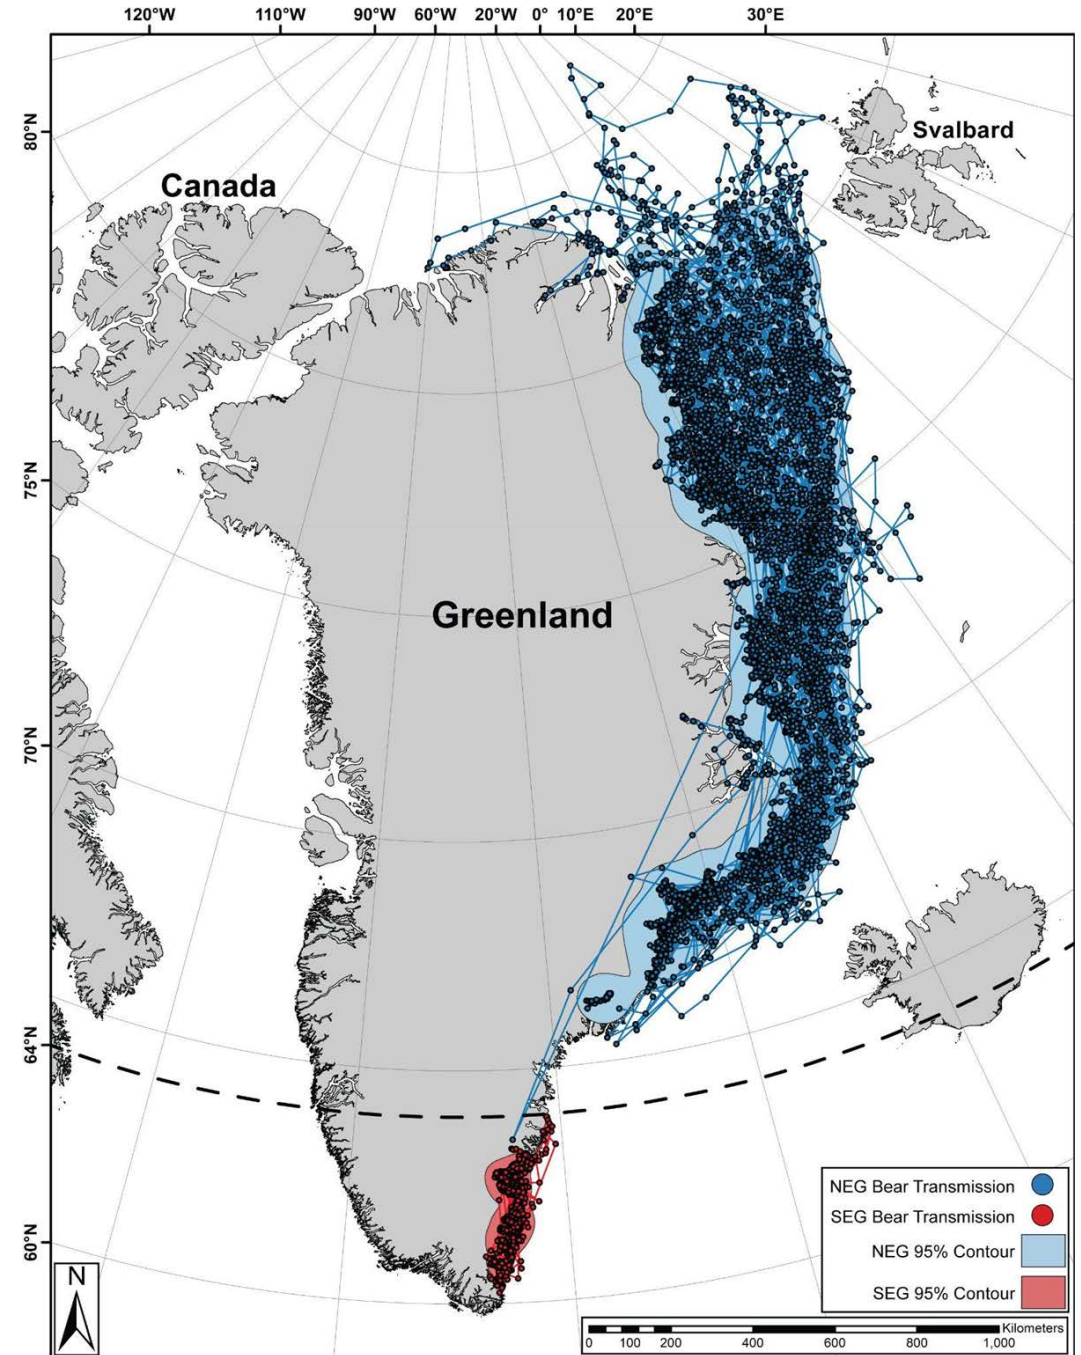 120°W 110°W 90°W 60°W 20°W 0° 10°E 20°E 30°E
80°N
Svalbard
Canada
75°N
Greenland
70°N
64°N
60°N
NEG Bear Transmission
SEG Bear Transmission
NEG 95% Contour
SEG 95% Contour
N
Kilometers
0 100 200 400 600 800 1,000